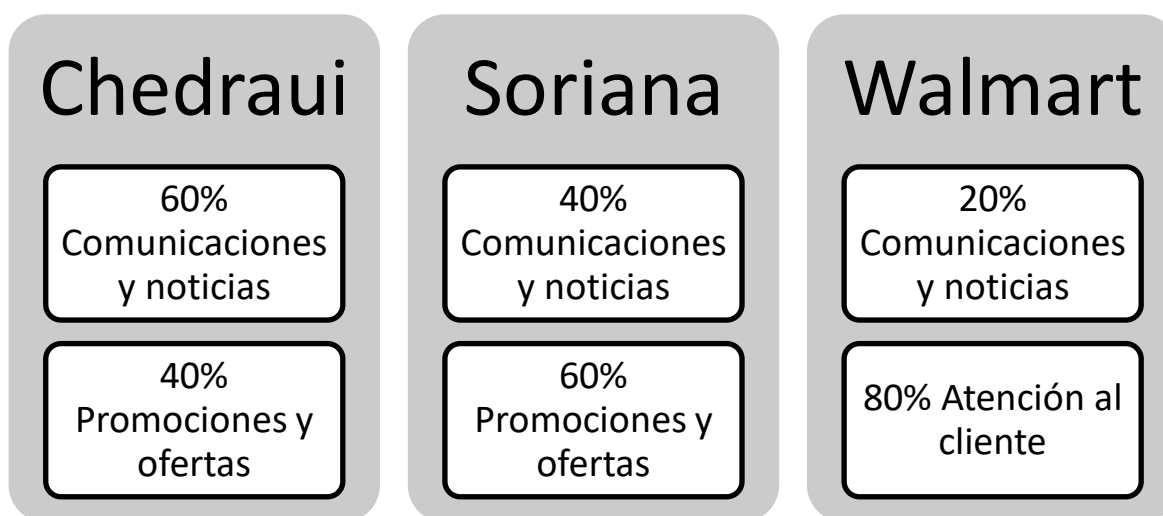 Chedraui
60%
Comunicaciones
y noticias
40%
Promociones y
ofertas
Soriana
40%
Comunicaciones
y noticias
60%
Promociones y
ofertas
Walmart
20%
Comunicaciones
y noticias
80% Atención al
cliente